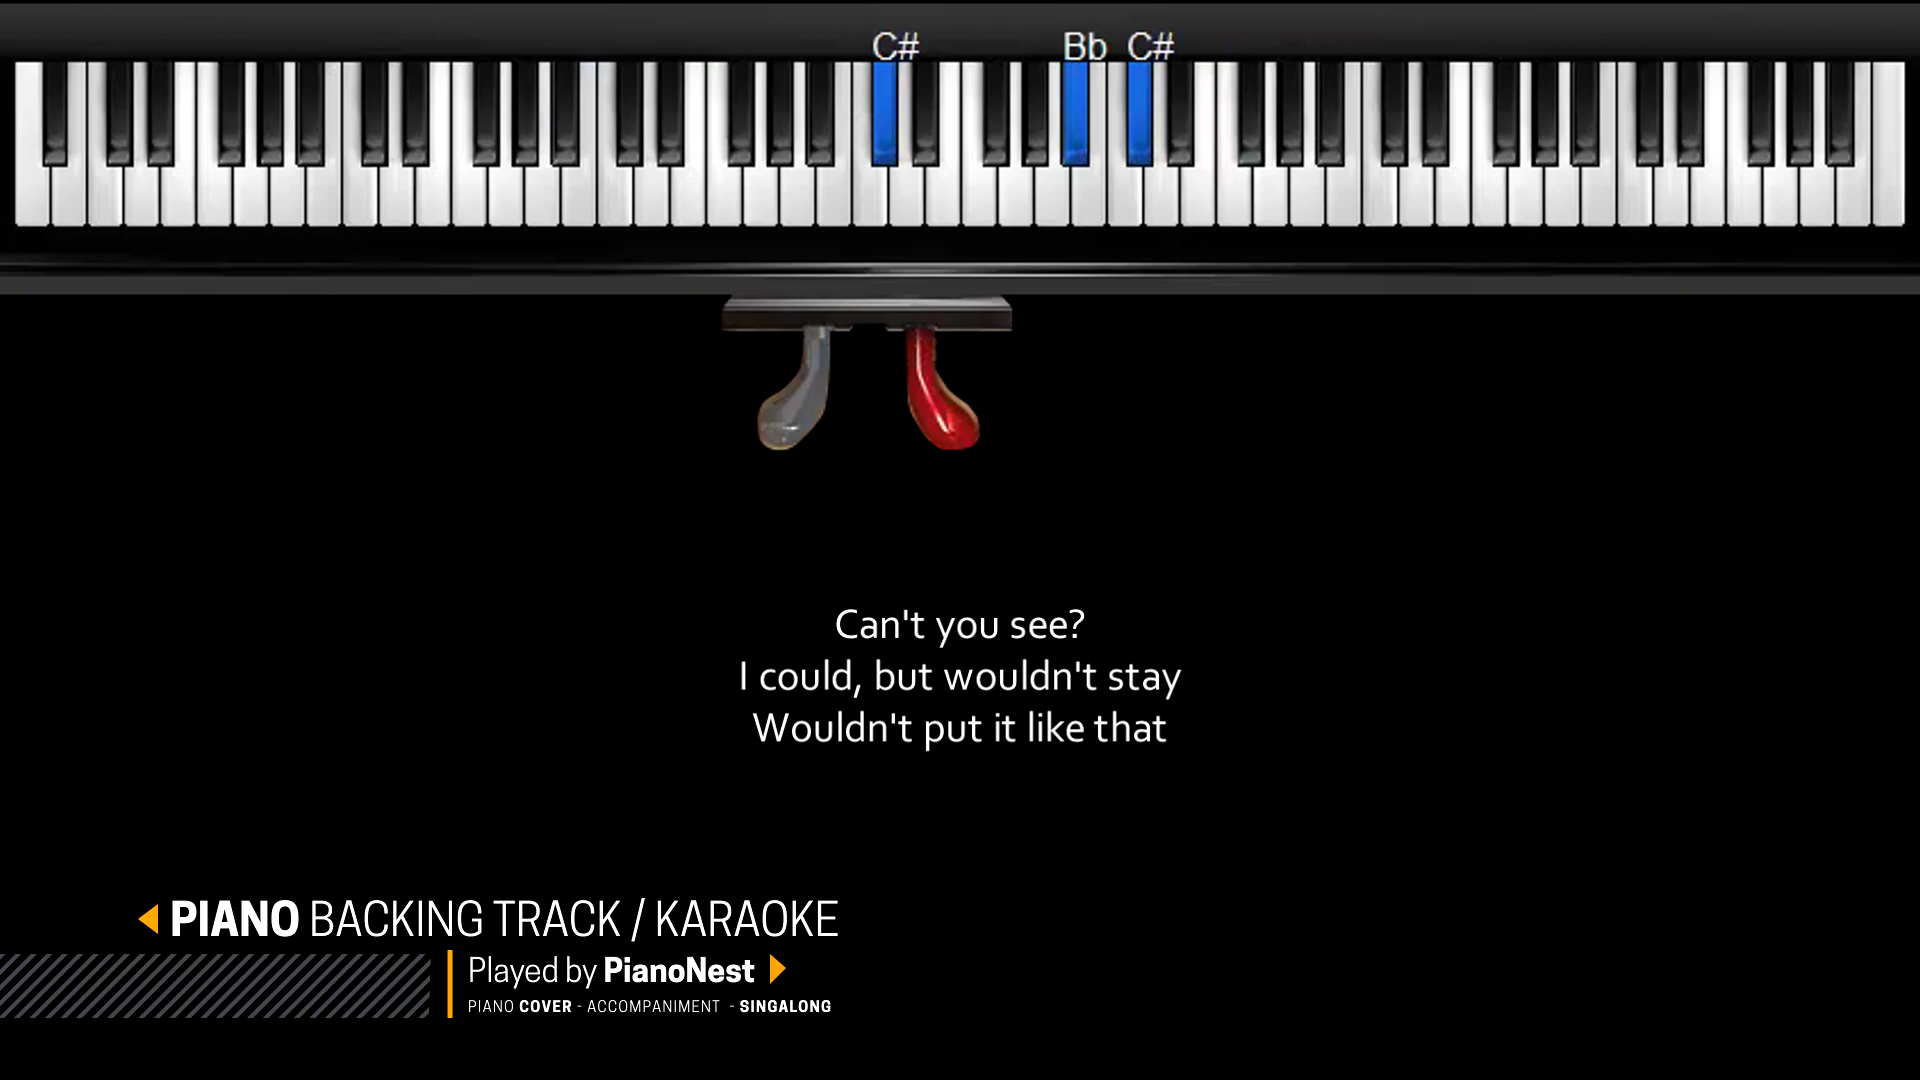 C# Bb C#
Can't you see?
I could, but wouldn't stay
Wouldn't put it like that
PIANO BACKING TRACK / KARAOKE
Played by PianoNest
PIANO COVER - ACCOMPANIMENT - SINGALONG